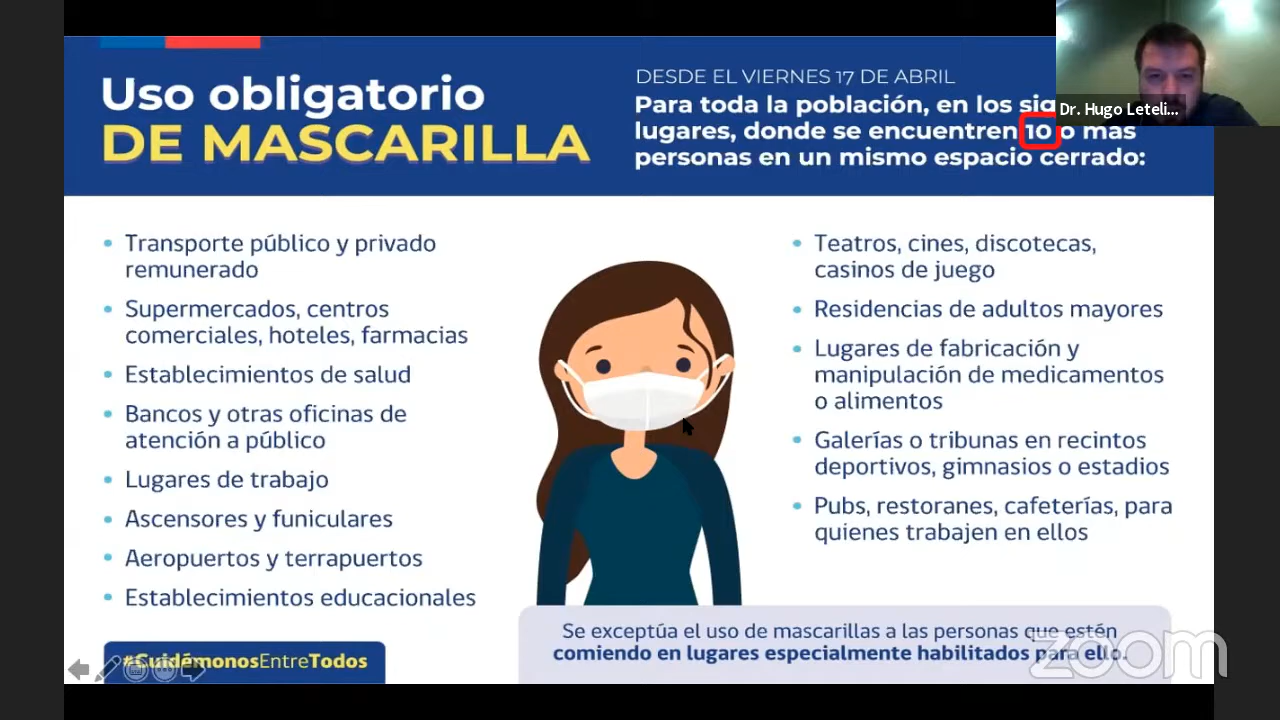 Uso obligatorio
DE MASCARILLA
DESDE EL VIERNES 17 DE ABRIL
Para toda la población, en los sig
lugares, donde se encuentren 10 o más
personas en un mismo espacio cerrado:
Dr. Hugo Leteli...
• Transporte público y privado
remunerado
• Supermercados, centros
comerciales, hoteles, farmacias
• Establecimientos de salud
• Bancos y otras oficinas de
atención a público
• Lugares de trabajo
• Ascensores y funiculares
• Aeropuertos y terrapuertos
• Establecimientos educacionales
• Teatros, cines, discotecas,
casinos de juego
• Residencias de adultos mayores
• Lugares de fabricación y
manipulación de medicamentos
o alimentos
• Galerías o tribunas en recintos
deportivos, gimnasios o estadios
• Pubs, restoranes, cafeterías, para
quienes trabajen en ellos
Se exceptúa el uso de mascarillas a las personas que estén
comiendo en lugares especialmente habilitados para ello.
#CuidémonosEntreTodos
zoom